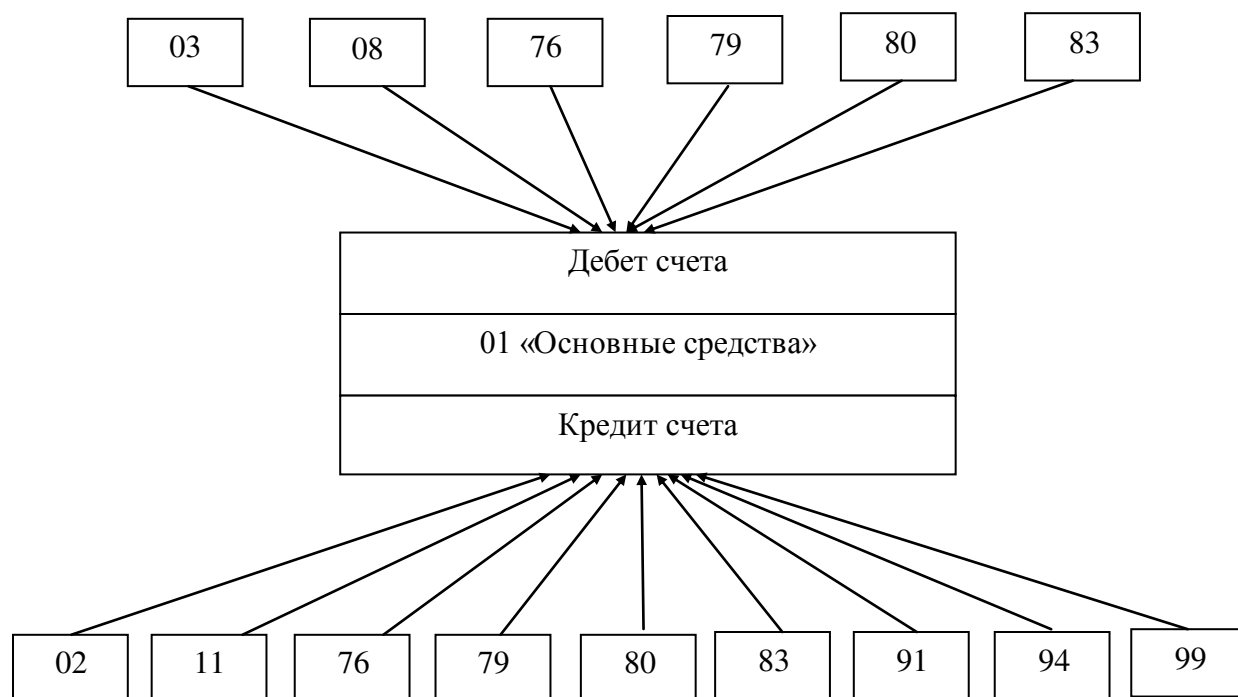 03 08 76 79 80 83
Дебет счета
01 «Основные средства»
Кредит счета
02 11 76 79 80 83 91 94 99